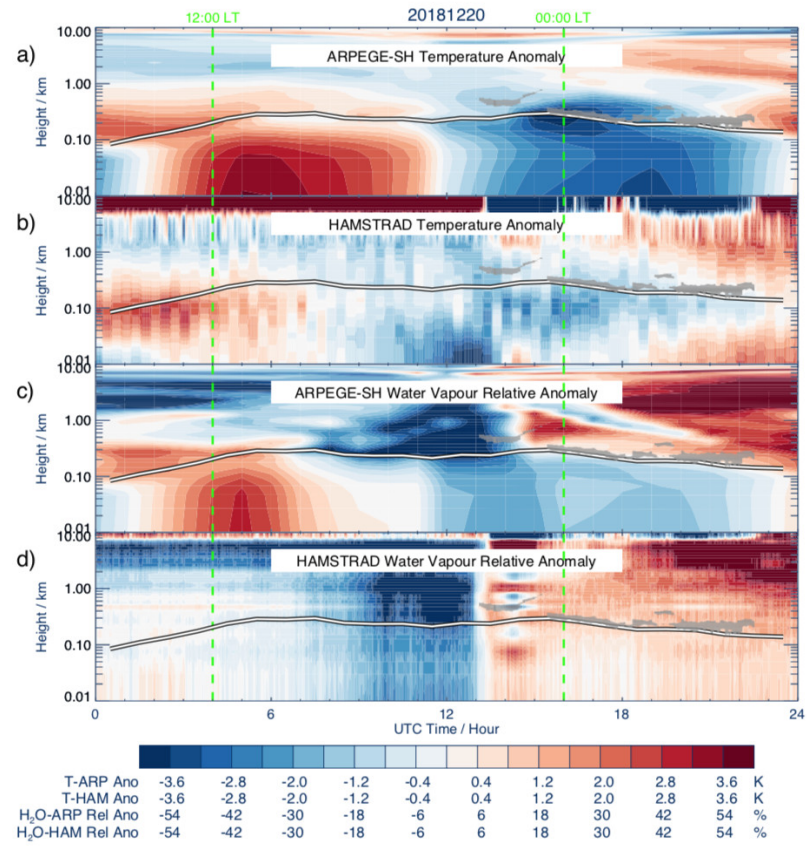 20181220
12:00 LT 00:00 LT
a)
10.00
ARPEGE-SH Temperature Anomaly
1.00
Height / km
0.10
0.01
b)
10.00
HAMSTRAD Temperature Anomaly
1.00
Height / km
0.10
0.01
c)
10.00
ARPEGE-SH Water Vapour Relative Anomaly
1.00
Height / km
0.10
0.01
d)
10.00
HAMSTRAD Water Vapour Relative Anomaly
1.00
Height / km
0.10
0.01
0 6 12 18 24
UTC Time / Hour
T-ARP Ano -3.6 -2.8 -2.0 -1.2 -0.4 0.4 1.2 2.0 2.8 3.6 K
T-HAM Ano -3.6 -2.8 -2.0 -1.2 -0.4 0.4 1.2 2.0 2.8 3.6 K
H₂O-ARP Rel Ano -54 -42 -30 -18 -6 6 18 30 42 54 %
H₂O-HAM Rel Ano -54 -42 -30 -18 -6 6 18 30 42 54 %